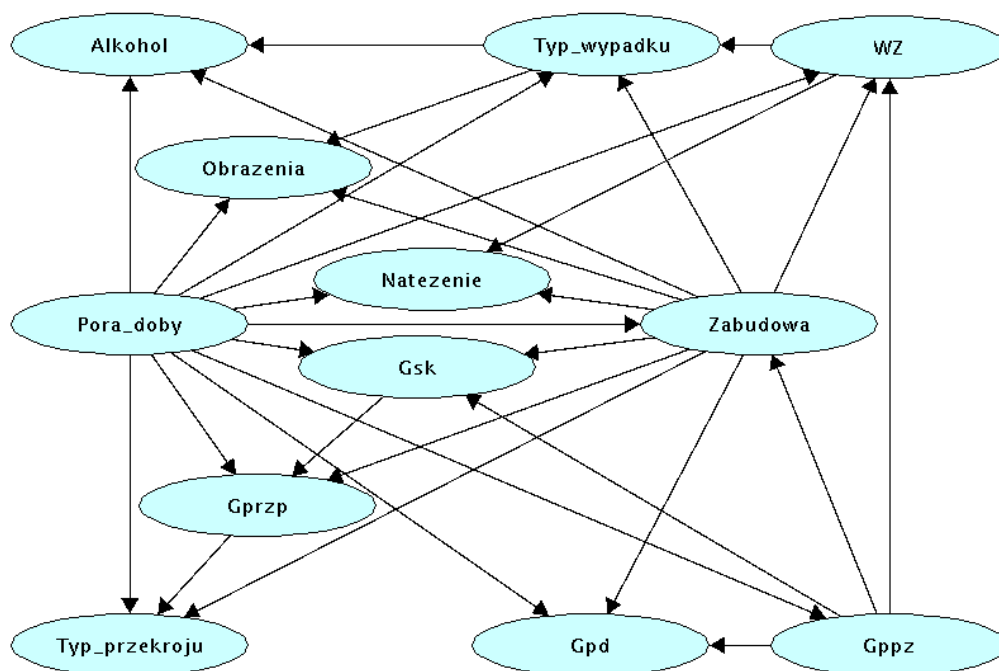 Alkohol
Typ_wypadku
WZ
Obrazenia
Natezenie
Pora_doby
Zabudowa
Gsk
Gprzp
Typ_przekroju
Gpd
Gppz